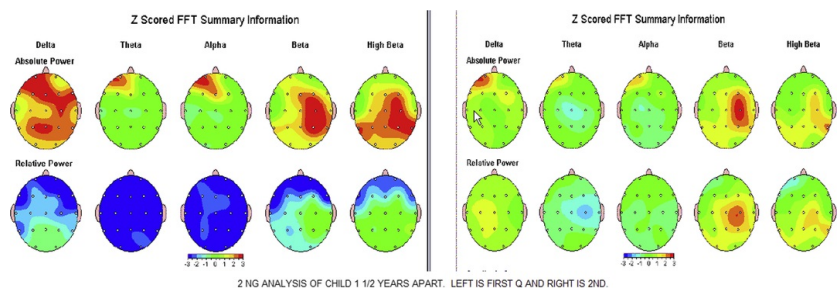 Z Scored FFT Summary Information
Delta Theta Alpha Beta High Beta
Absolute Power
Relative Power
-3 -2 -1 0 1 2 3
Z Scored FFT Summary Information
Delta Theta Alpha Beta High Beta
Absolute Power
Relative Power
-3 -2 -1 0 1 2 3
2 NG ANALYSIS OF CHILD 1 1/2 YEARS APART. LEFT IS FIRST Q AND RIGHT IS 2ND.